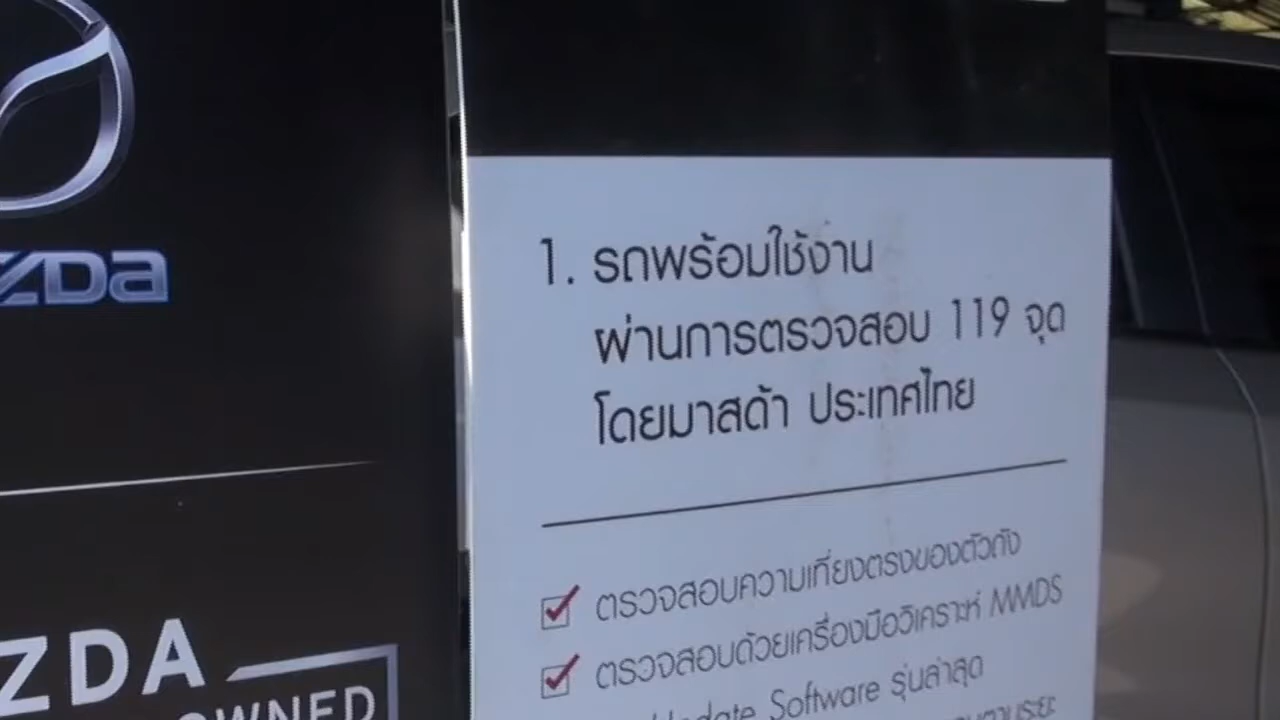 ZDA
OWNED
1. รถพร้อมใช้งาน
ผ่านการตรวจสอบ 119 จุด
โดยมาสด้า ประเทศไทย
ตรวจสอบความเที่ยงตรงของตัวถัง
ตรวจสอบด้วยเครื่องมือวิเคราะห์ MMDS
Update Software รุ่นล่าสุด